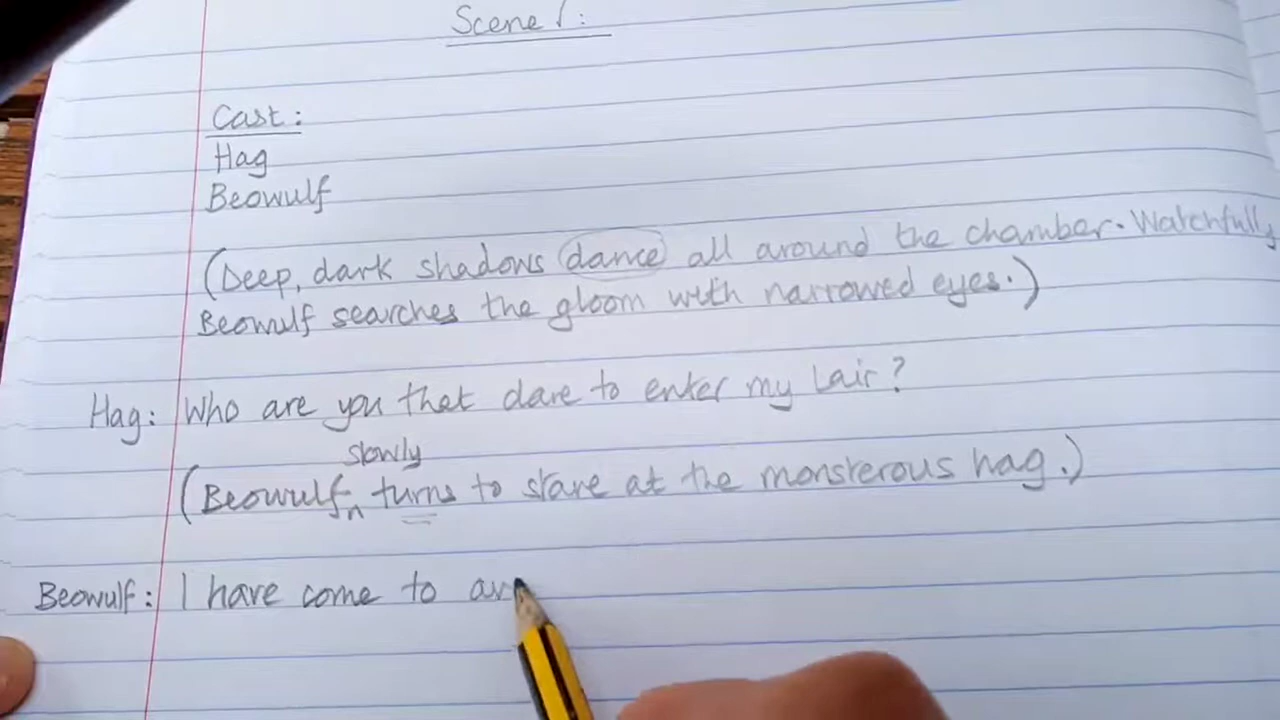 Scene 1:
Cast:
Hag
Beowulf
(Deep, dark shadows dance all around the chamber. Watchfully
Beowulf searches the gloom with narrowed eyes.)
Hag: Who are you that dare to enter my lair?
slowly
(Beowulf turns to stare at the monsterous hag.)
Beowulf: I have come to av